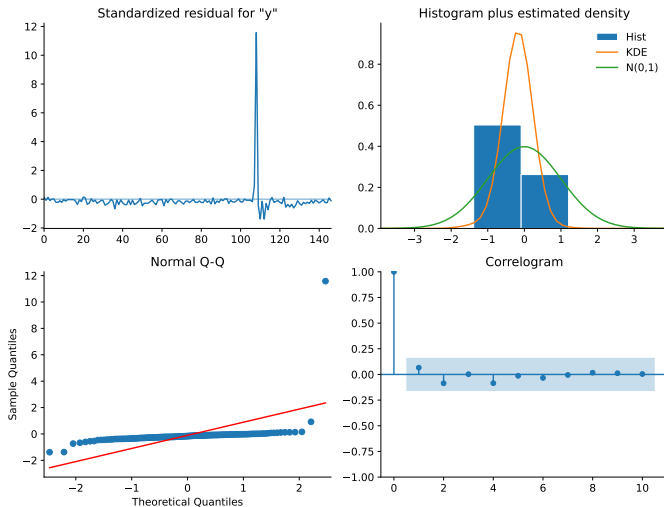 Standardized residual for "y"
12
10
8
6
4
2
0
−2
0 20 40 60 80 100 120 140
Histogram plus estimated density
Hist
KDE
N(0,1)
0.8
0.6
0.4
0.2
0.0
−3 −2 −1 0 1 2 3
Normal Q-Q
12
10
8
6
4
2
0
−2
Sample Quantiles
−2 −1 0 1 2
Theoretical Quantiles
Correlogram
1.00
0.75
0.50
0.25
0.00
−0.25
−0.50
−0.75
−1.00
0 2 4 6 8 10